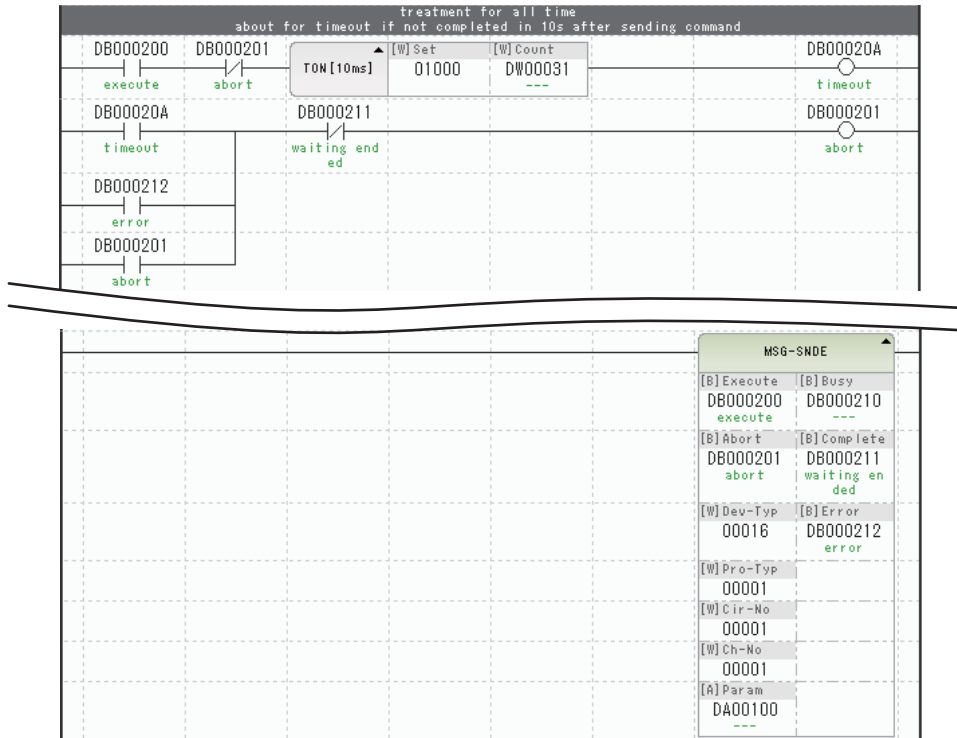 treatment for all time
about for timeout if not completed in 10s after sending command
DB000200 DB000201 [W]Set [W]Count DB00020A
TON[10ms] 01000 DW00031
execute abort --- timeout
DB00020A DB000211 DB000201
timeout waiting end abort
ed
DB000212
error
DB000201
abort
MSG-SNDE
[B]Execute [B]Busy
DB000200 DB000210
execute ---
[B]Abort [B]Complete
DB000201 DB000211
abort waiting en
ded
[W]Dev-Typ [B]Error
00016 DB000212
error
[W]Pro-Typ
00001
[W]Cir-No
00001
[W]Ch-No
00001
[A]Param
DA00100
---